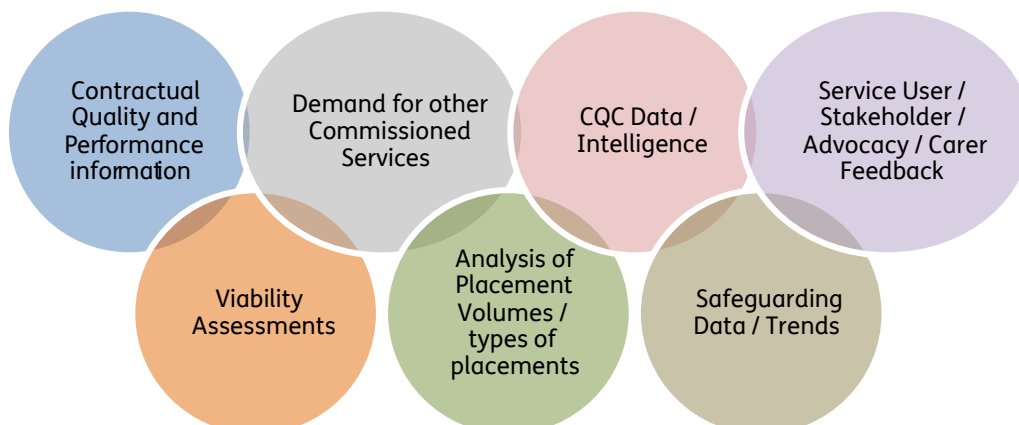 Contractual
Quality and
Performance
information
Demand for other
Commissioned
Services
CQC Data /
Intelligence
Service User /
Stakeholder /
Advocacy / Carer
Feedback
Viability
Assessments
Analysis of
Placement
Volumes /
types of
placements
Safeguarding
Data / Trends